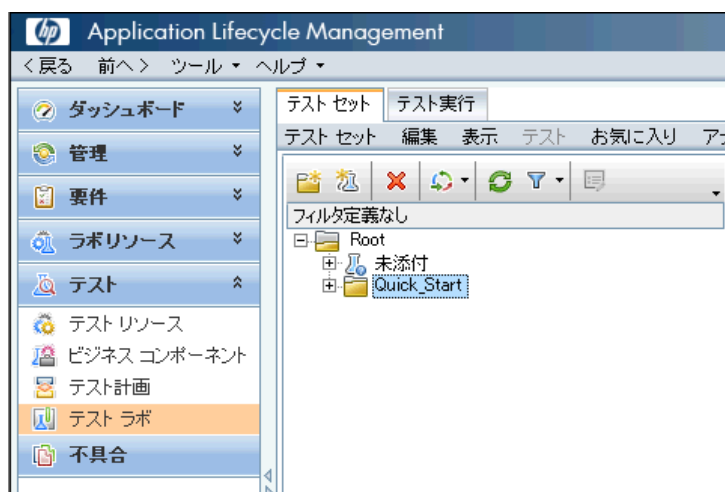 hp Application Lifecycle Management
<戻る 前へ> ツール ヘルプ
ダッシュボード
管理
要件
ラボリソース
テスト
テスト リソース
ビジネス コンポーネント
テスト計画
テスト ラボ
不具合
テスト セット テスト実行
テスト セット 編集 表示 テスト お気に入り
フィルタ定義なし
Root
未添付
Quick_Start